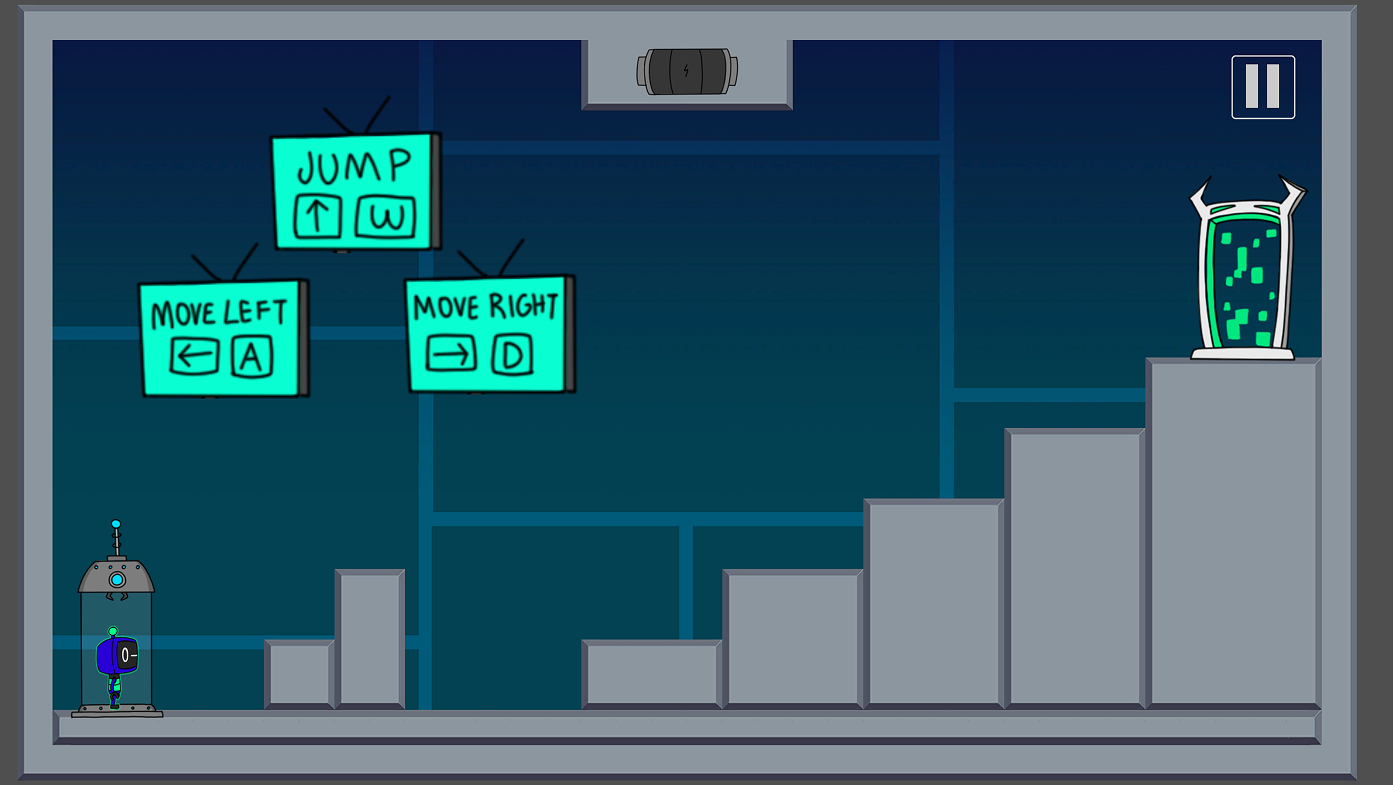 JUMP
↑ W
MOVE LEFT
← A
MOVE RIGHT
→ D